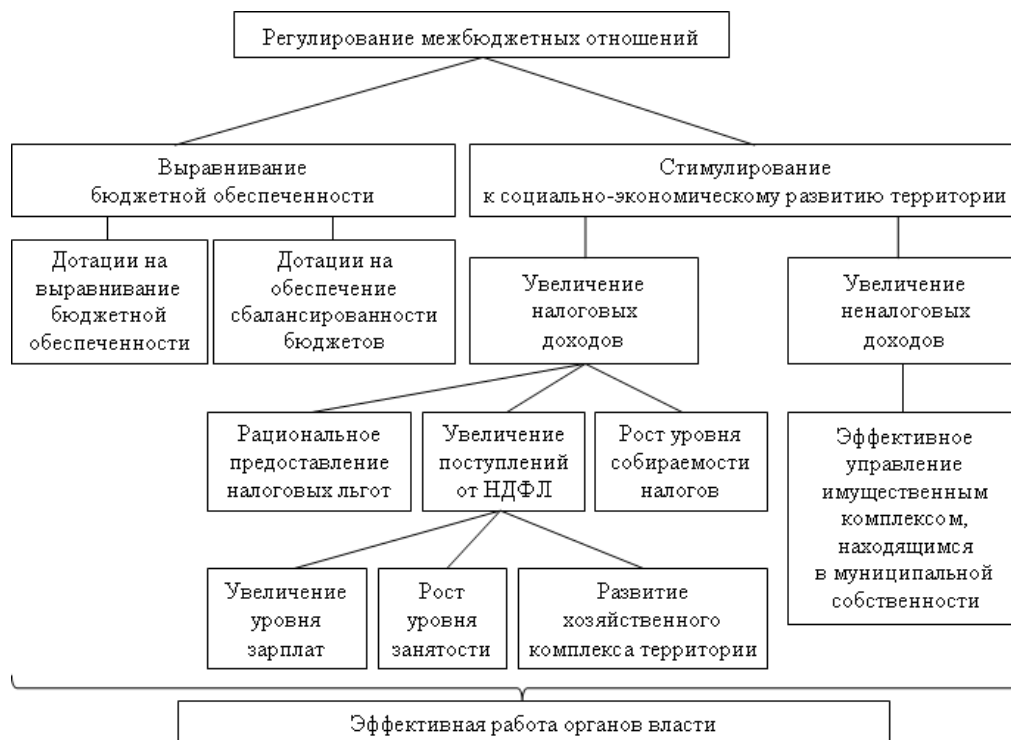 Регулирование межбюджетных отношений
Выравнивание
бюджетной обеспеченности
Стимулирование
к социально-экономическому развитию территории
Дотации на
выравнивание
бюджетной
обеспеченности
Дотации на
обеспечение
сбалансированности
бюджетов
Увеличение
налоговых
доходов
Увеличение
неналоговых
доходов
Рациональное
предоставление
налоговых льгот
Увеличение
поступлений
от НДФЛ
Рост уровня
собираемости
налогов
Эффективное
управление
имущественным
комплексом,
находящимся
в муниципальной
собственности
Увеличение
уровня
зарплат
Рост
уровня
занятости
Развитие
хозяйственного
комплекса территории
Эффективная работа органов власти